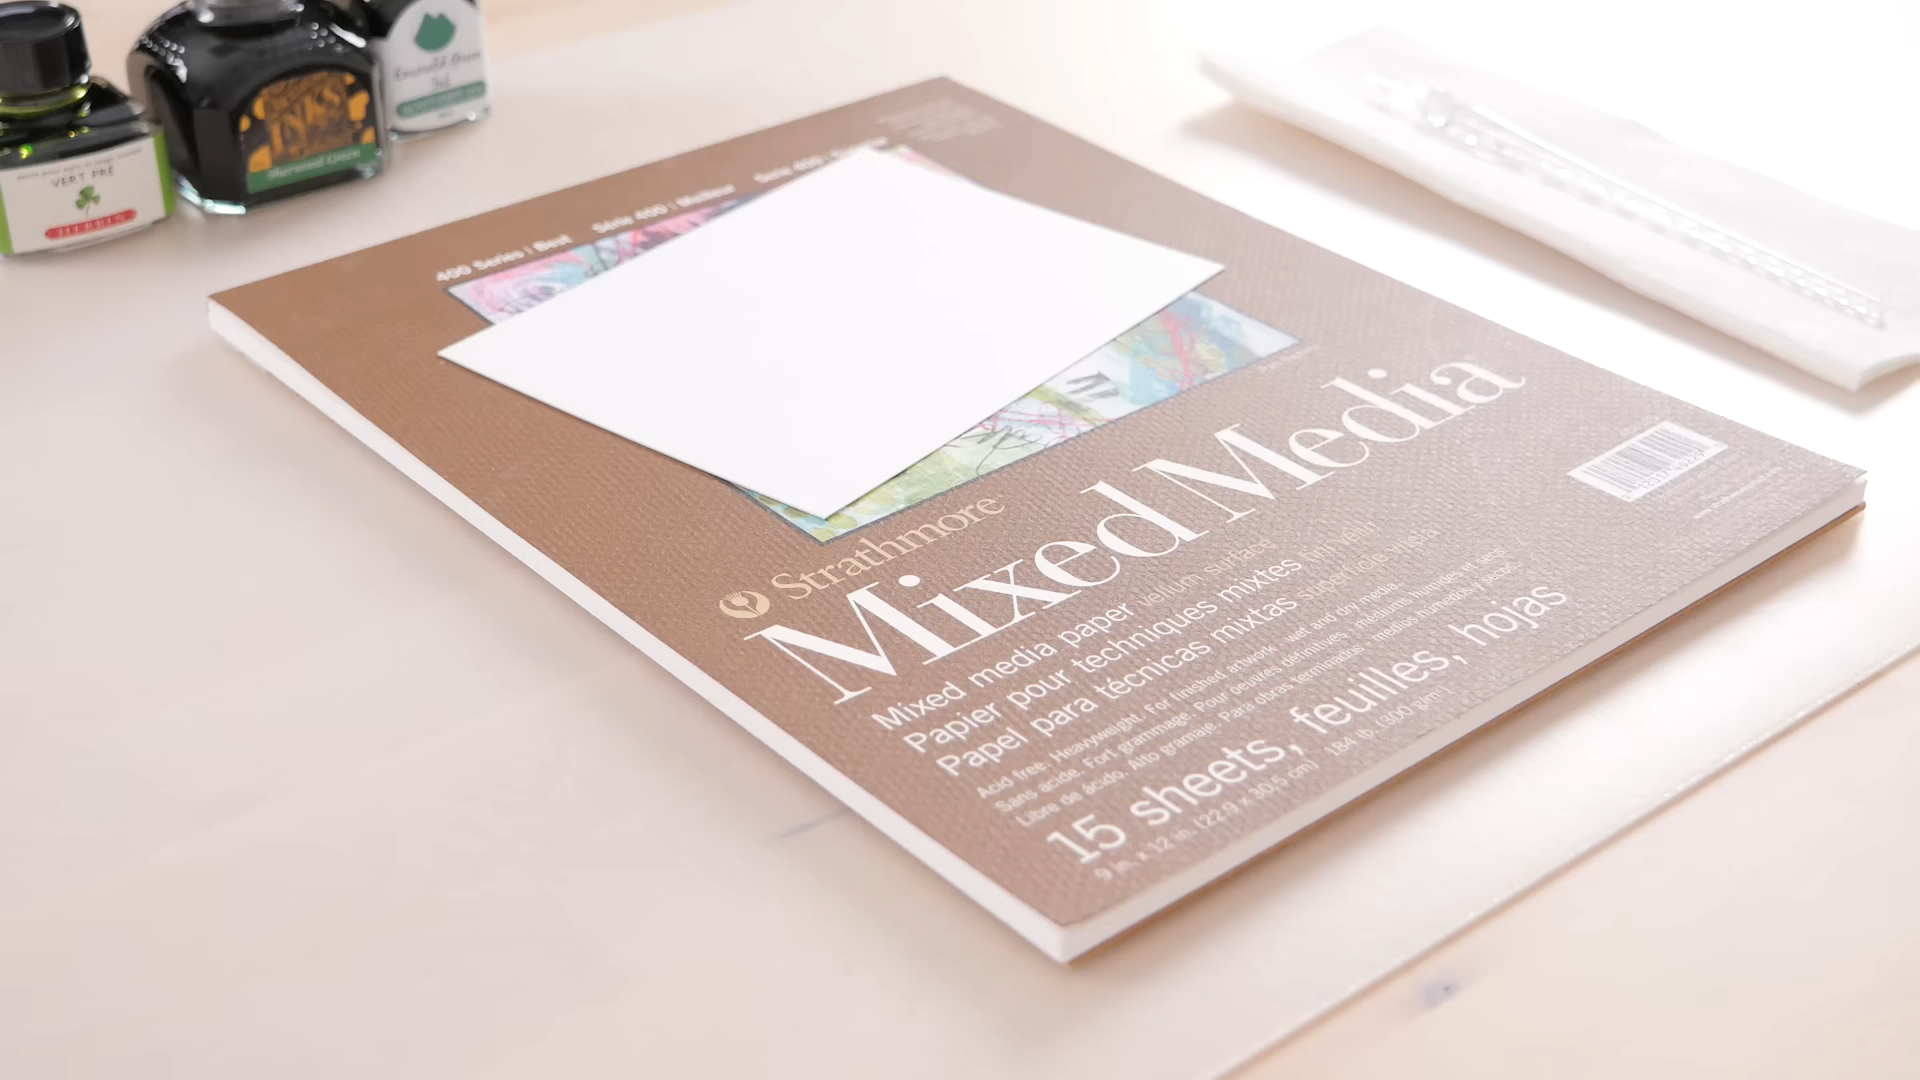 VERT PRÉ
HERBIN
INKS
Sherwood Green
Emerald Green
Ink
400 Series | Best Série 400 | Meilleur Serie 400 |
Strathmore
Mixed Media
Mixed media paper vellum surface
Papier pour techniques mixtes fini vélin
Papel para técnicas mixtas superficie vitela
Acid free. Heavyweight. For finished artwork - wet and dry media.
Sans acide. Fort grammage. Pour oeuvres définitives - médiums humides et secs.
Libre de ácido. Alto gramaje. Para obras terminadas - medios húmedos y secos.
15 sheets, feuilles, hojas
9 in. x 12 in. (22.9 x 30.5 cm) 184 lb. (300 g/m²)